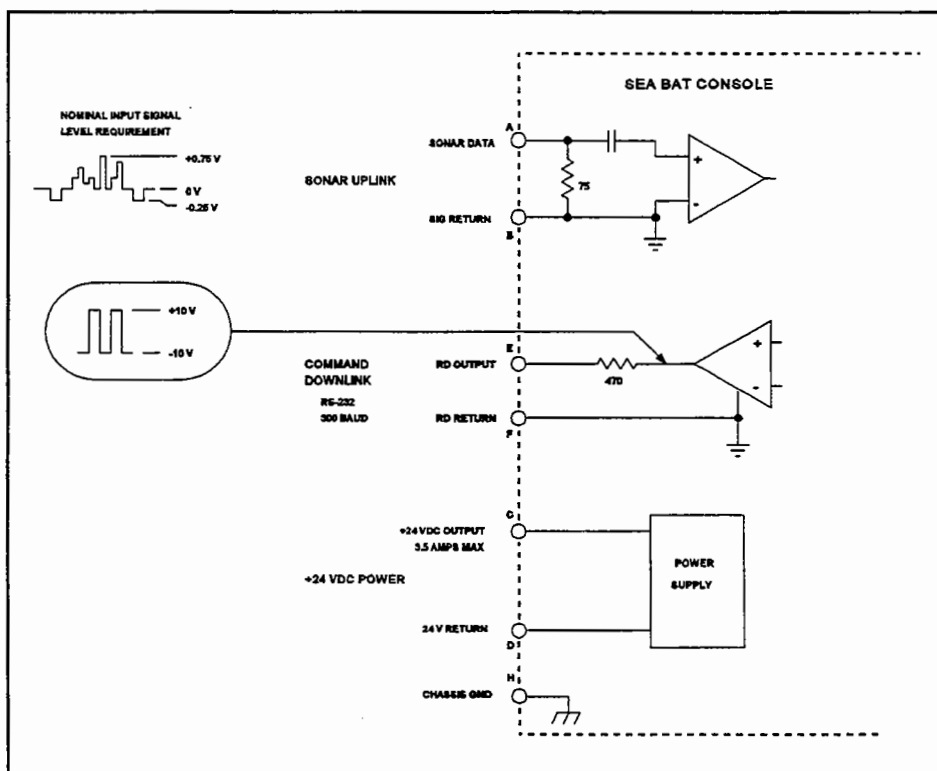 SEA BAT CONSOLE
NOMINAL INPUT SIGNAL
LEVEL REQUIREMENT
+0.75 V
0 V
-0.25 V
SONAR UPLINK
A
SONAR DATA
75
SIG RETURN
B
+
-
+10 V
-10 V
COMMAND
DOWNLINK
RS-232
300 BAUD
E
RD OUTPUT
470
RD RETURN
F
+
-
C
+24 VDC OUTPUT
3.5 AMPS MAX
+24 VDC POWER
POWER
SUPPLY
24 V RETURN
D
H
CHASSIS GND